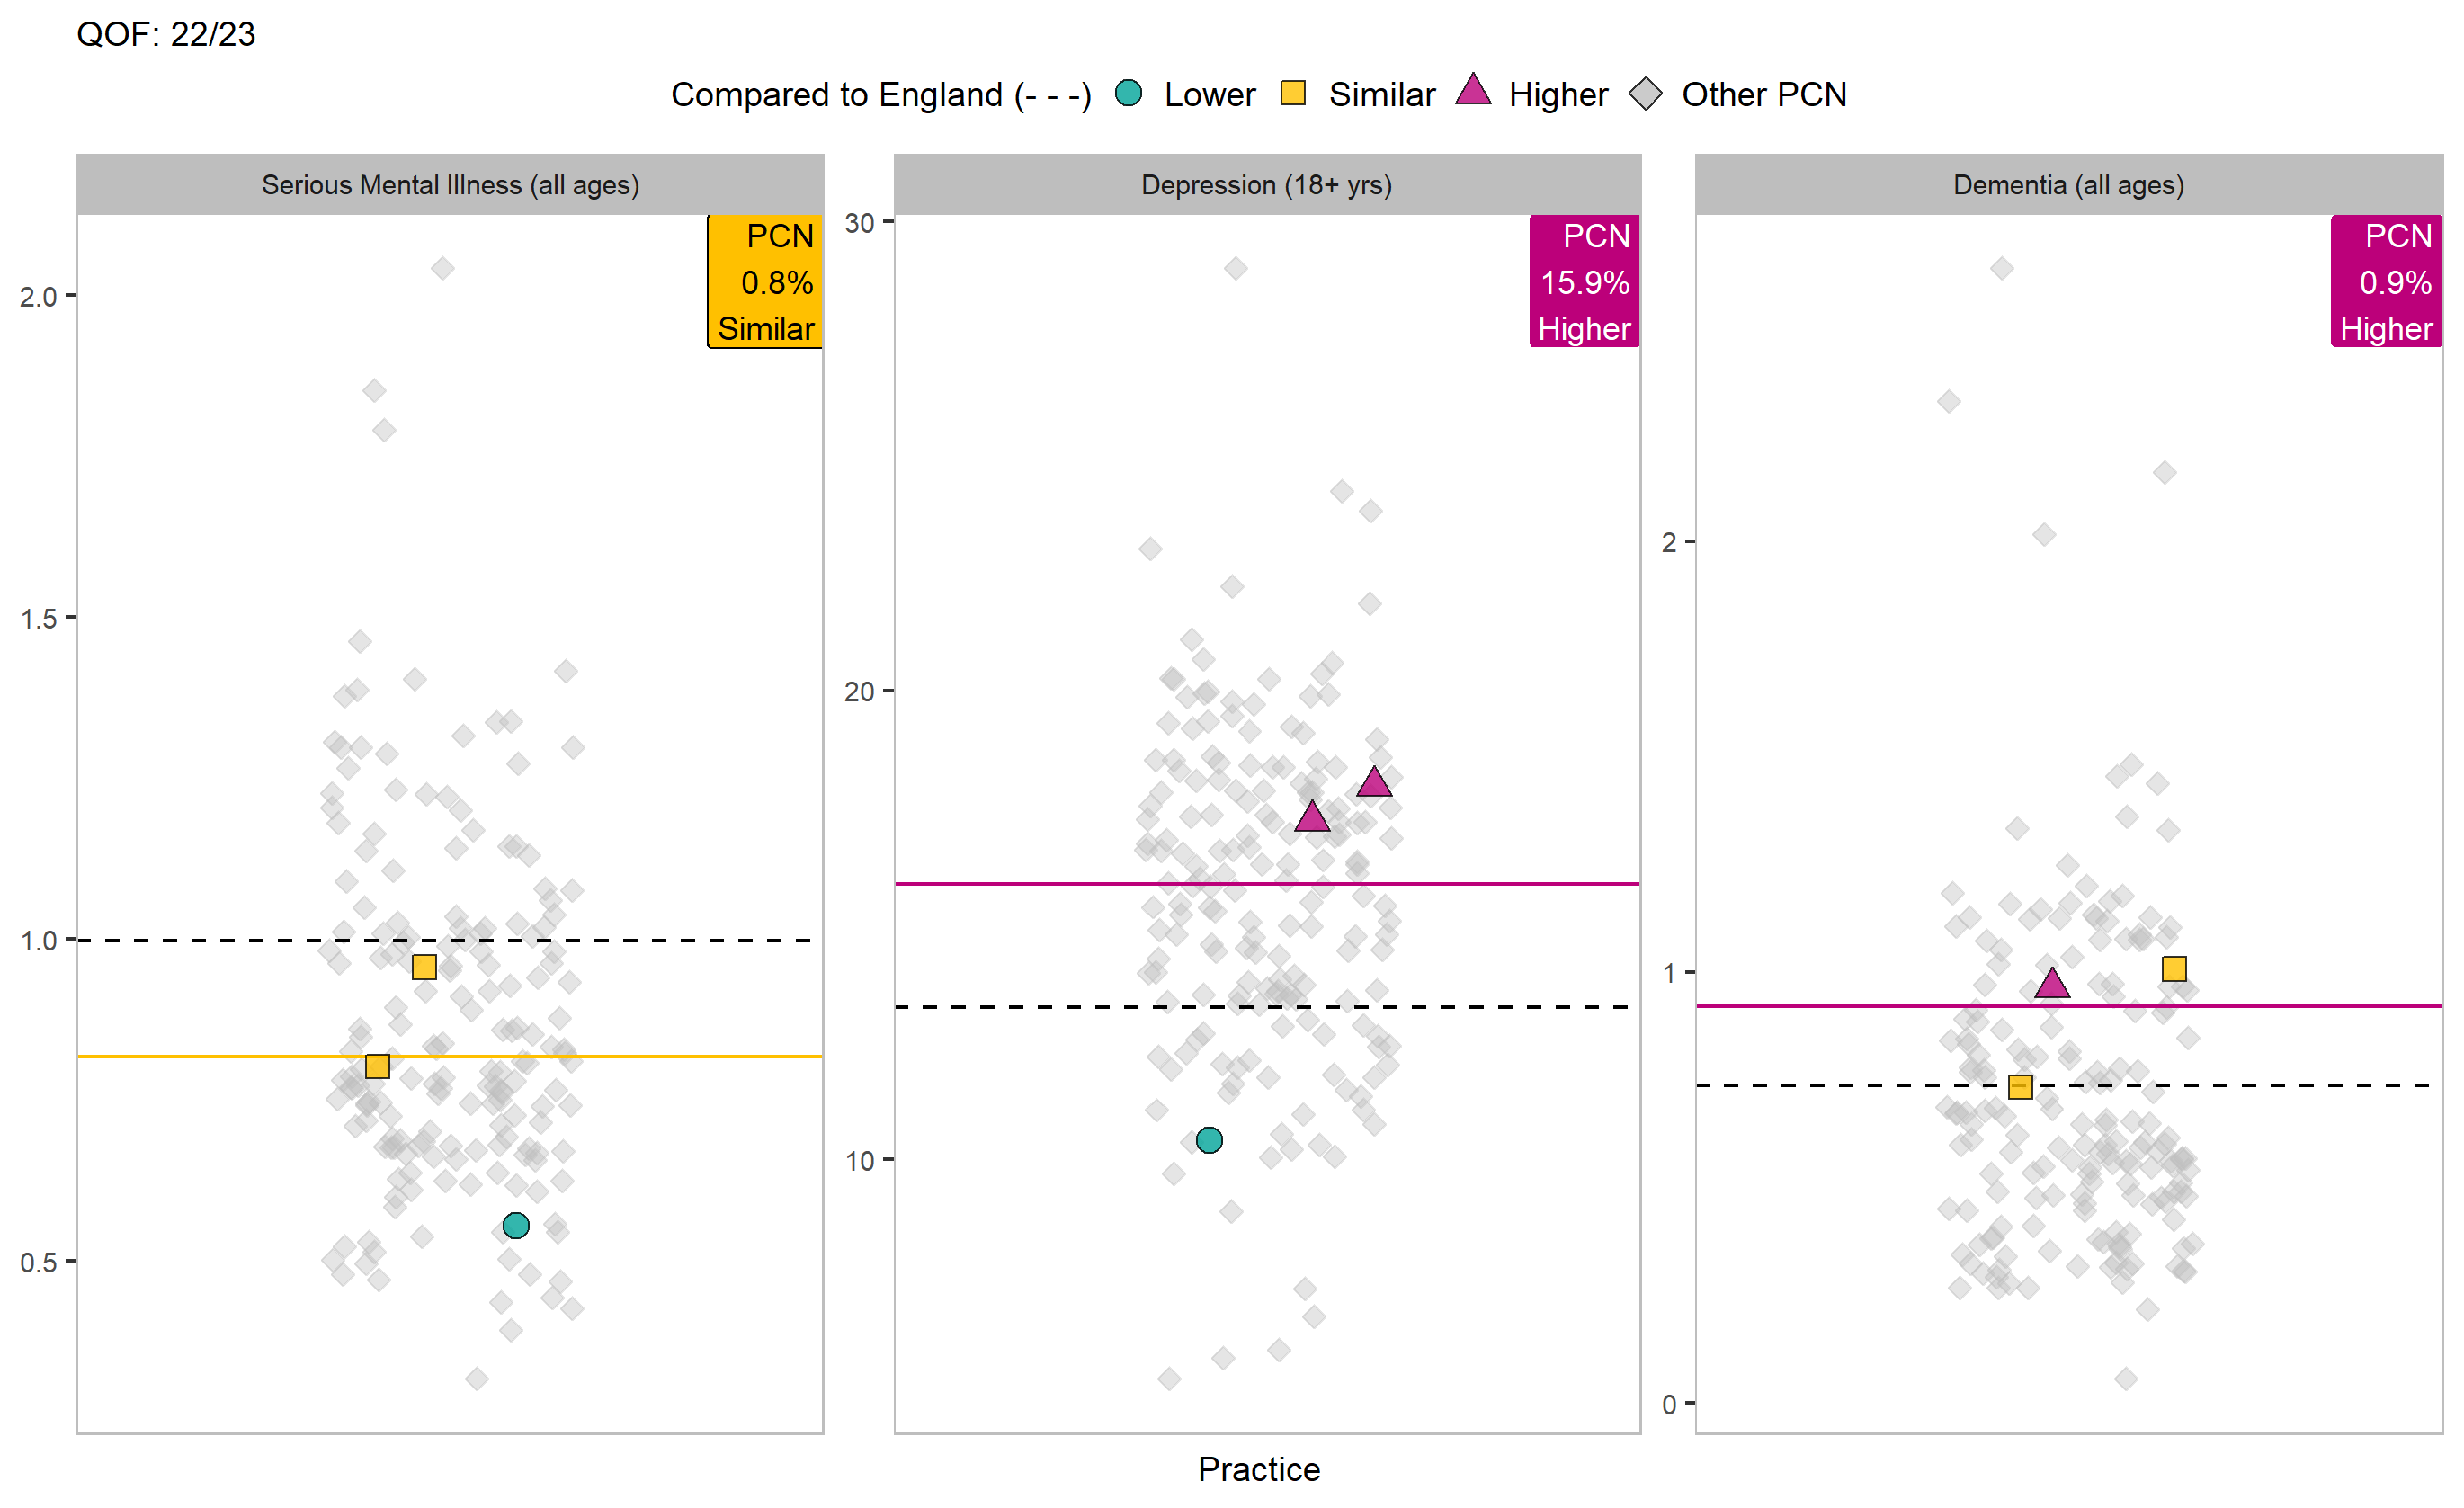 QOF: 22/23
Compared to England (- - -) Lower Similar Higher Other PCN
Serious Mental Illness (all ages)
PCN
0.8%
Similar
2.0
1.5
1.0
0.5
Depression (18+ yrs)
PCN
15.9%
Higher
30
20
10
Dementia (all ages)
PCN
0.9%
Higher
2
1
0
Practice